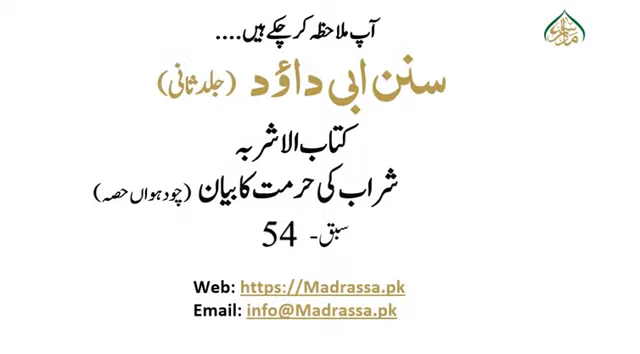 آپ ملاحظہ کر چکے ہیں....
سنن ابی داؤد (جلد ثانی)
کتاب الاشربہ
شراب کی حرمت کا بیان (چودہواں حصہ)
سبق - 54
Web: https://Madrassa.pk
Email: info@Madrassa.pk